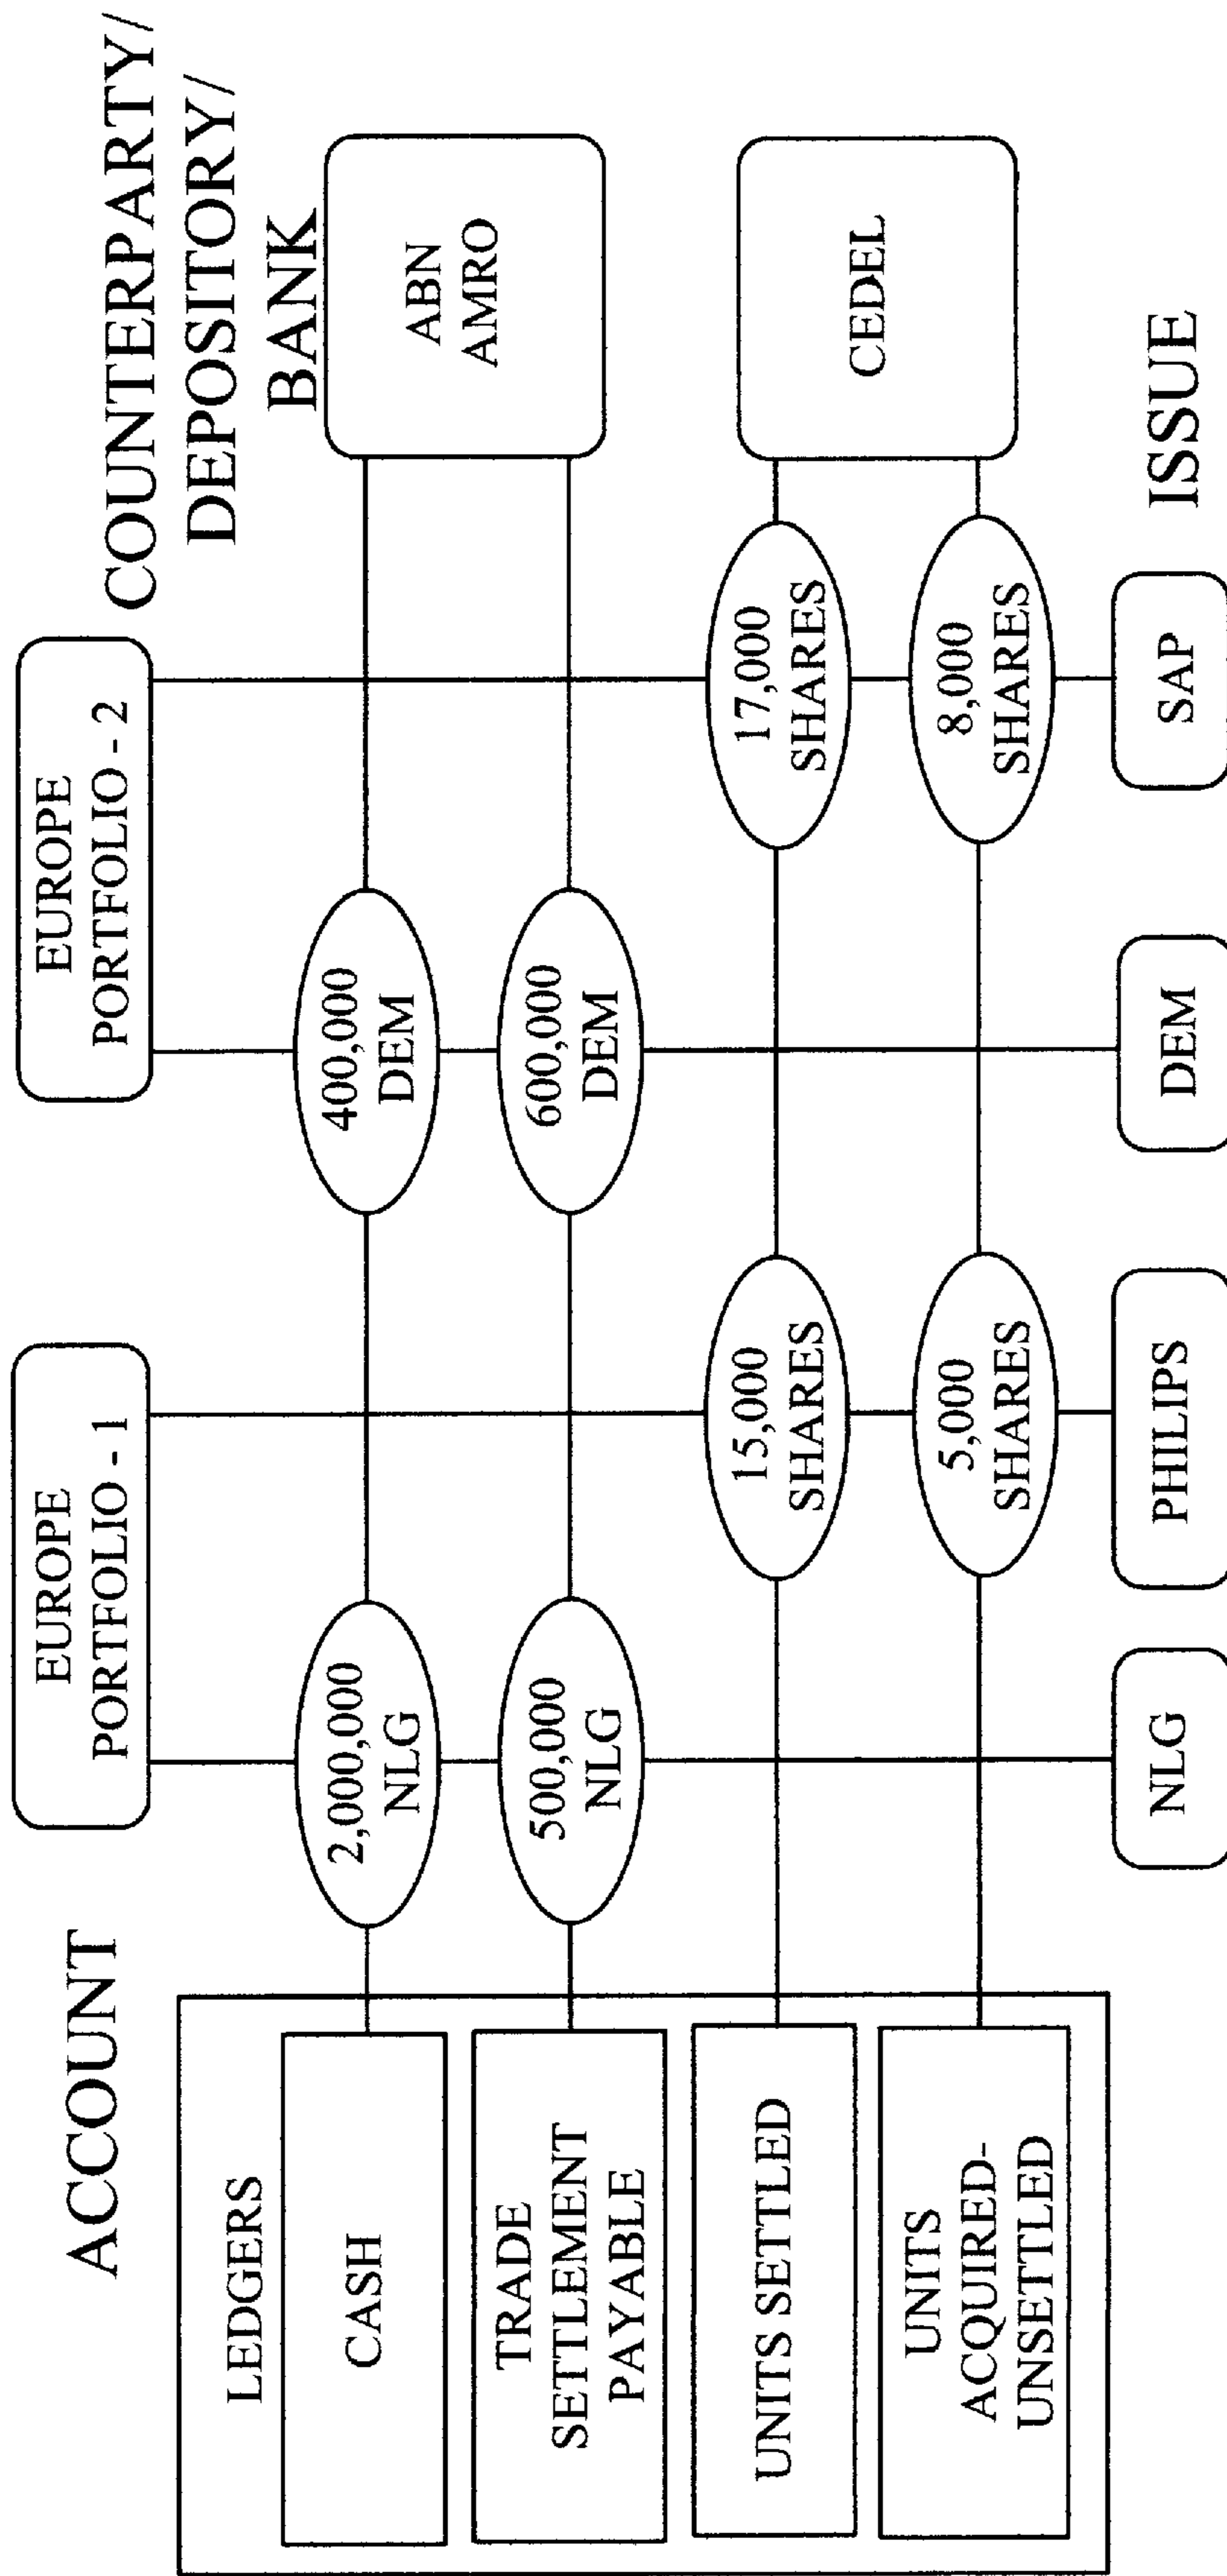 ACCOUNT
EUROPE
PORTFOLIO - 1
EUROPE
PORTFOLIO - 2
COUNTERPARTY/
DEPOSITORY/
BANK
LEDGERS
CASH
2,000,000
NLG
400,000
DEM
ABN
AMRO
TRADE
SETTLEMENT
PAYABLE
500,000
NLG
600,000
DEM
UNITS SETTLED
15,000
SHARES
17,000
SHARES
CEDEL
UNITS
ACQUIRED-
UNSETTLED
5,000
SHARES
8,000
SHARES
NLG
PHILIPS
DEM
SAP
ISSUE